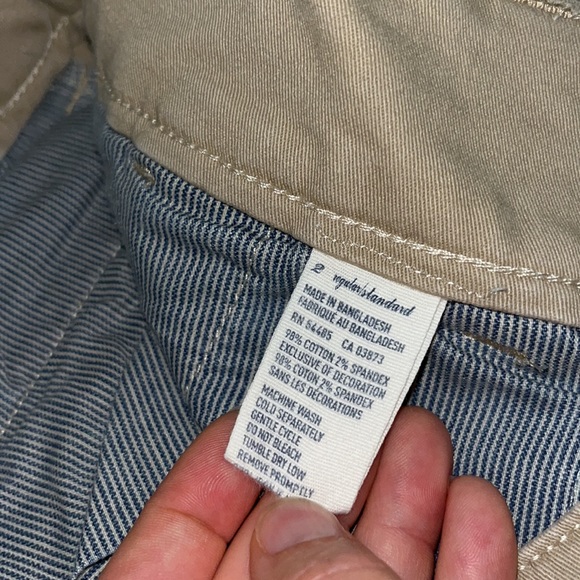 2 regular/standard
MADE IN BANGLADESH
FABRIQUE AU BANGLADESH
RN 54485 CA 03873
98% COTTON 2% SPANDEX
EXCLUSIVE OF DECORATION
98% COTON 2% SPANDEX
SANS LES DÉCORATIONS
MACHINE WASH
COLD SEPARATELY
GENTLE CYCLE
DO NOT BLEACH
TUMBLE DRY LOW
REMOVE PROMPTLY